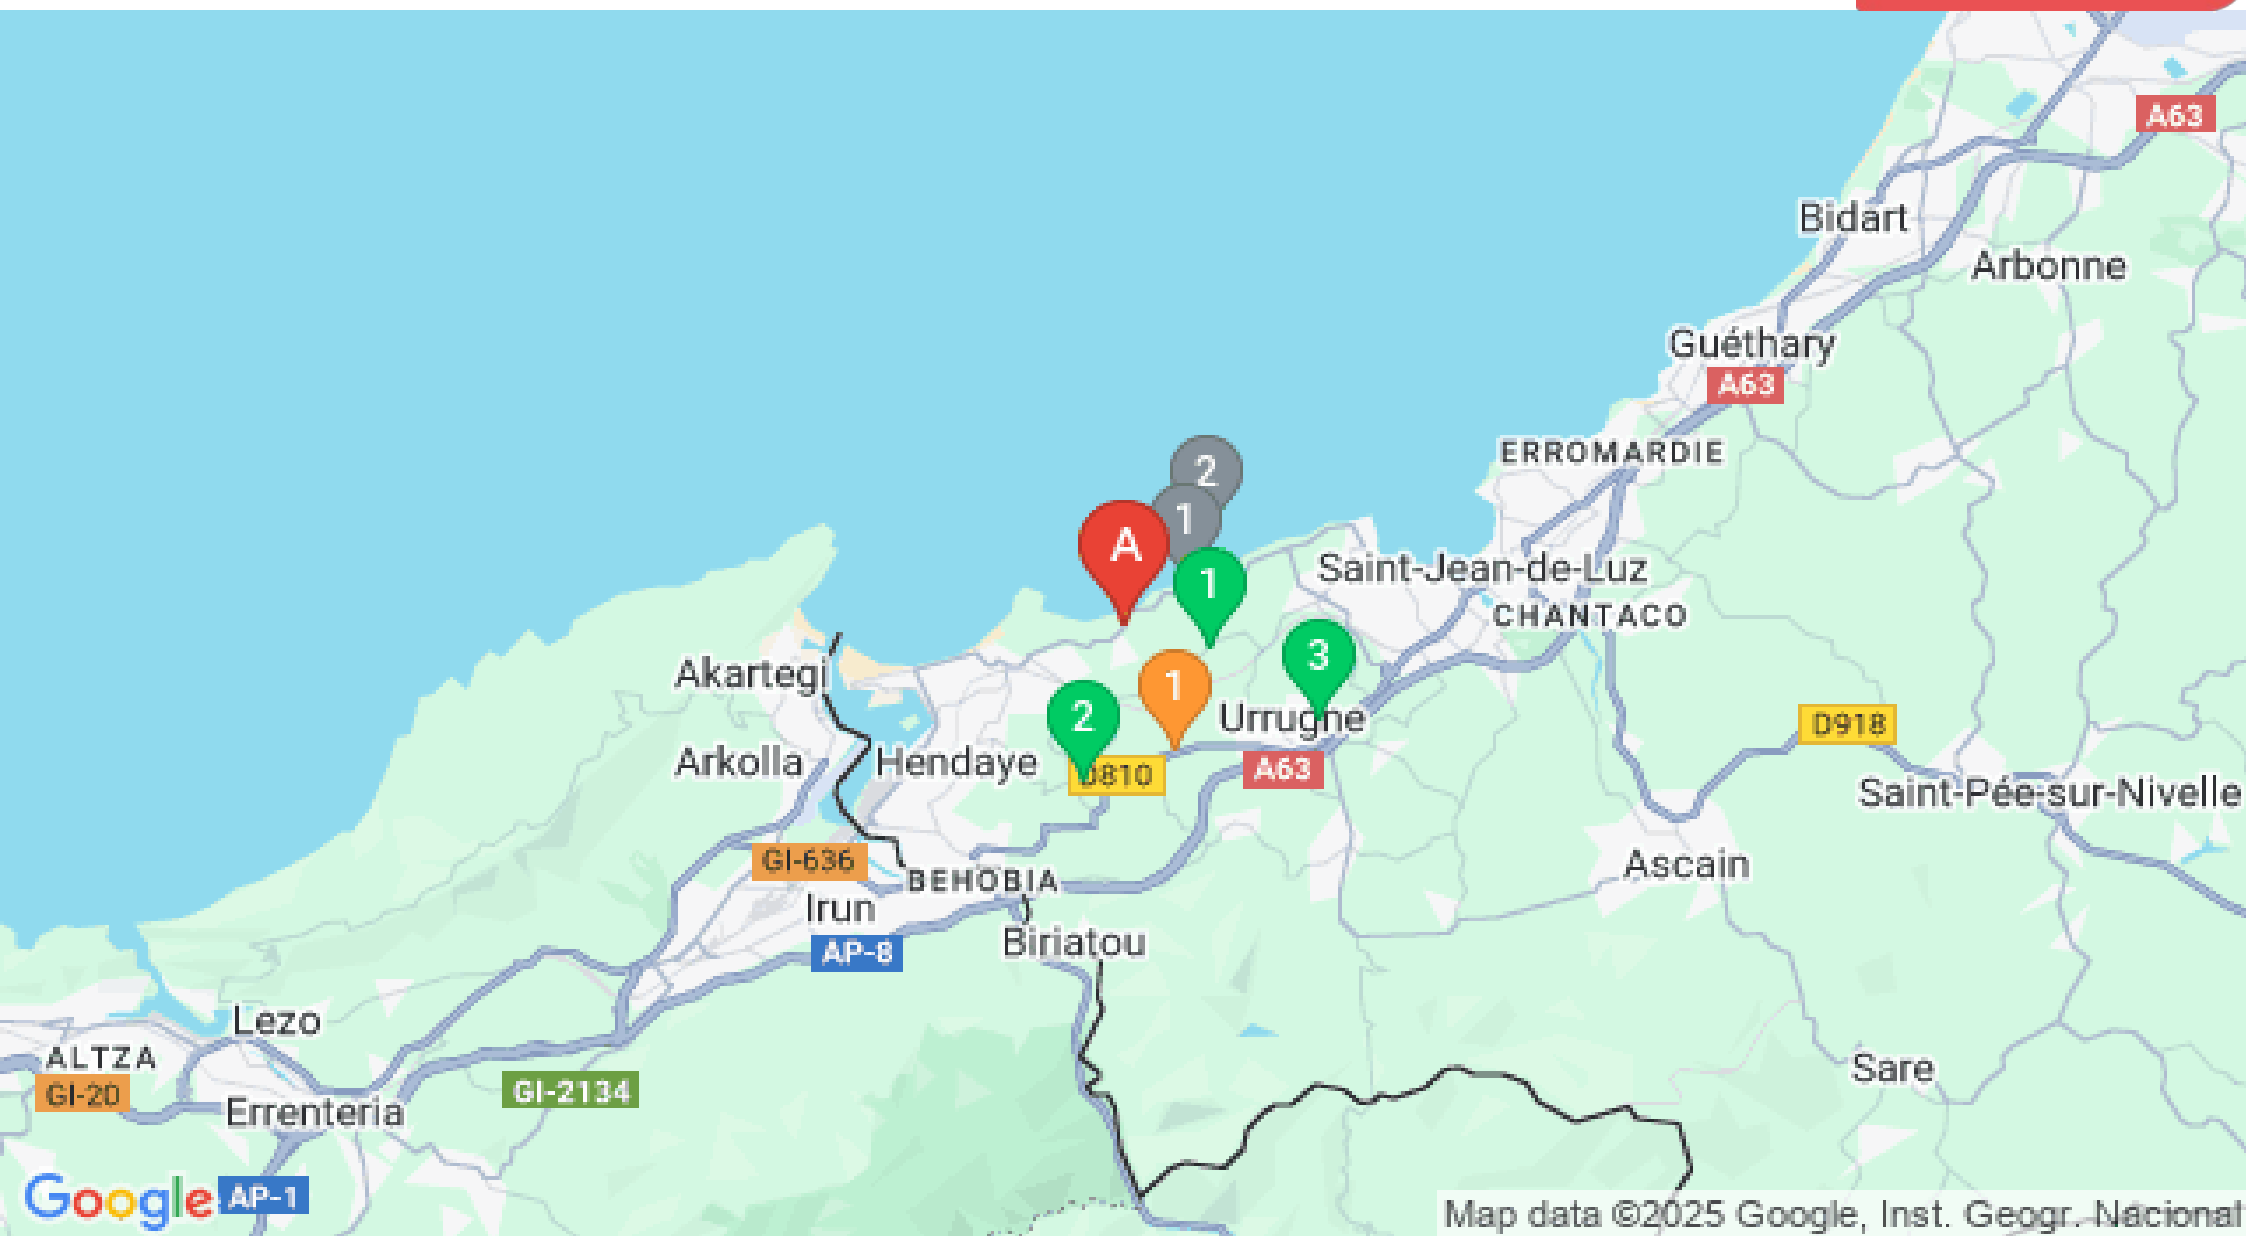 A63
Bidart
Arbonne
Guéthary
A63
ERROMARDIE
2
1
A
1
Saint-Jean-de-Luz
CHANTACO
3
Akartegi
1
2
Urrugne
D918
Arkolla
Hendaye
D810
A63
Saint-Pée-sur-Nivelle
GI-636
Ascain
BEHOBIA
Irun
Biriatou
AP-8
Lezo
ALTZA
Sare
GI-20
GI-2134
Errenteria
Google
AP-1
Map data ©2025 Google, Inst. Geogr. Nacional